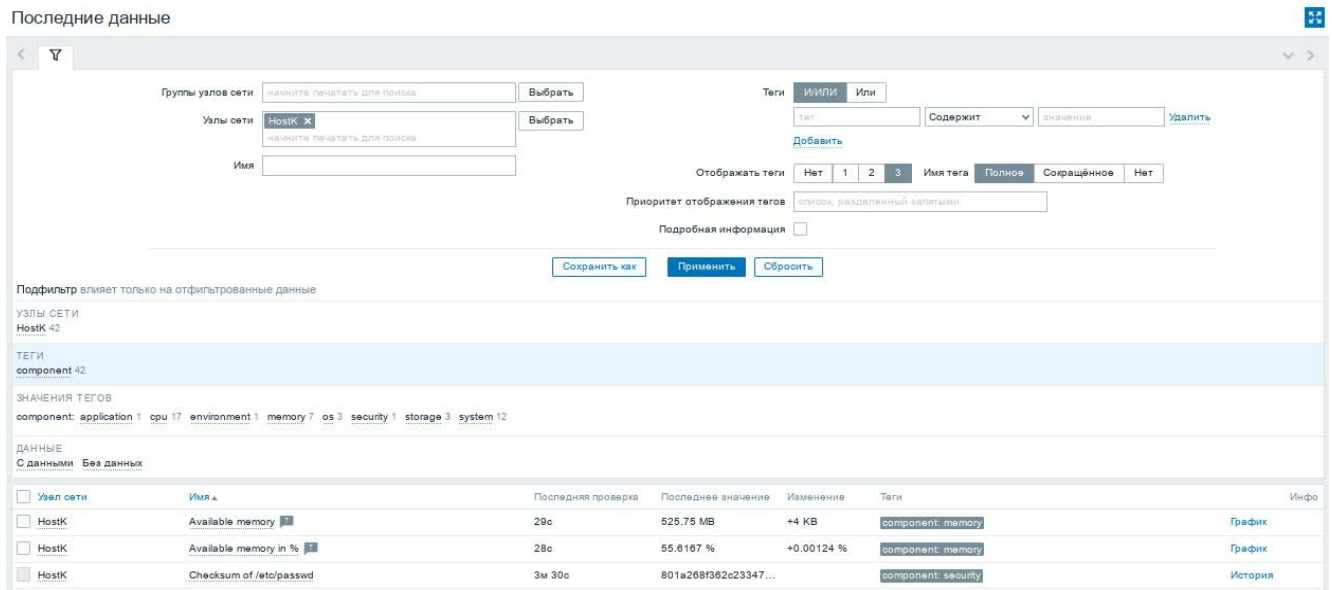 Последние данные
Группы узлов сети начните печатать для поиска Выбрать Теги И/ИЛИ Или
Узлы сети HostK Выбрать тег Содержит значение Удалить
начните печатать для поиска Добавить
Имя
Отображать теги Нет 1 2 3 Имя тега Полное Сокращённое Нет
Приоритет отображения тегов список, разделенный запятыми
Подробная информация
Сохранить как Применить Сбросить
Подфильтр влияет только на отфильтрованные данные
УЗЛЫ СЕТИ
HostK 42
ТЕГИ
component 42
ЗНАЧЕНИЯ ТЕГОВ
component: application 1 cpu 17 environment 1 memory 7 os 3 security 1 storage 3 system 12
ДАННЫЕ
С данными Без данных
Узел сети Имя Последняя проверка Последнее значение Изменение Теги Инфо
HostK Available memory ? 29с 525.75 MB +4 KB component: memory График
HostK Available memory in % ? 28с 55.6167 % +0.00124 % component: memory График
HostK Checksum of /etc/passwd 3м 30с 801a268f362c23347... component: security История